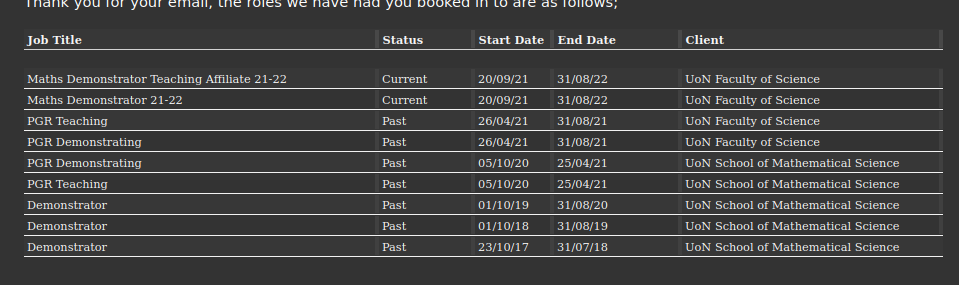 Thank you for your email, the roles we have had you booked in to are as follows;
Job Title Status Start Date End Date Client
Maths Demonstrator Teaching Affiliate 21-22 Current 20/09/21 31/08/22 UoN Faculty of Science
Maths Demonstrator 21-22 Current 20/09/21 31/08/22 UoN Faculty of Science
PGR Teaching Past 26/04/21 31/08/21 UoN Faculty of Science
PGR Demonstrating Past 26/04/21 31/08/21 UoN Faculty of Science
PGR Demonstrating Past 05/10/20 25/04/21 UoN School of Mathematical Science
PGR Teaching Past 05/10/20 25/04/21 UoN School of Mathematical Science
Demonstrator Past 01/10/19 31/08/20 UoN School of Mathematical Science
Demonstrator Past 01/10/18 31/08/19 UoN School of Mathematical Science
Demonstrator Past 23/10/17 31/07/18 UoN School of Mathematical Science